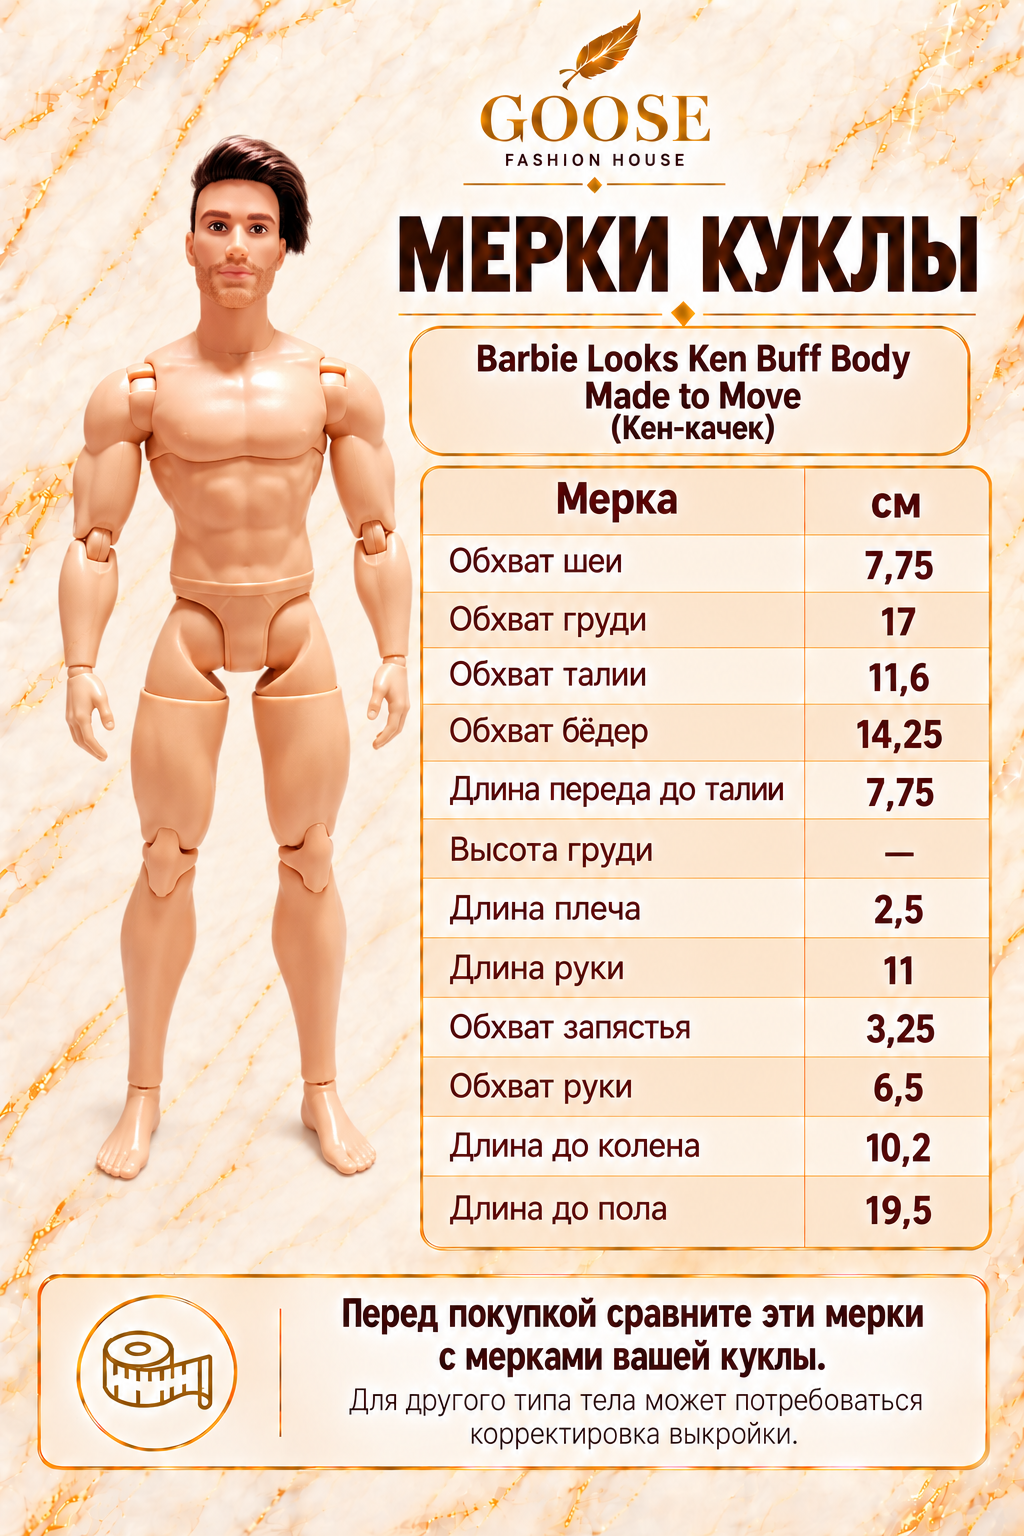 GOOSE
FASHION HOUSE
МЕРКИ КУКЛЫ
Barbie Looks Ken Buff Body
Made to Move
(Кен-качек)
Мерка см
Обхват шеи 7,75
Обхват груди 17
Обхват талии 11,6
Обхват бёдер 14,25
Длина переда до талии 7,75
Высота груди —
Длина плеча 2,5
Длина руки 11
Обхват запястья 3,25
Обхват руки 6,5
Длина до колена 10,2
Длина до пола 19,5
Перед покупкой сравните эти мерки
с мерками вашей куклы.
Для другого типа тела может потребоваться
корректировка выкройки.